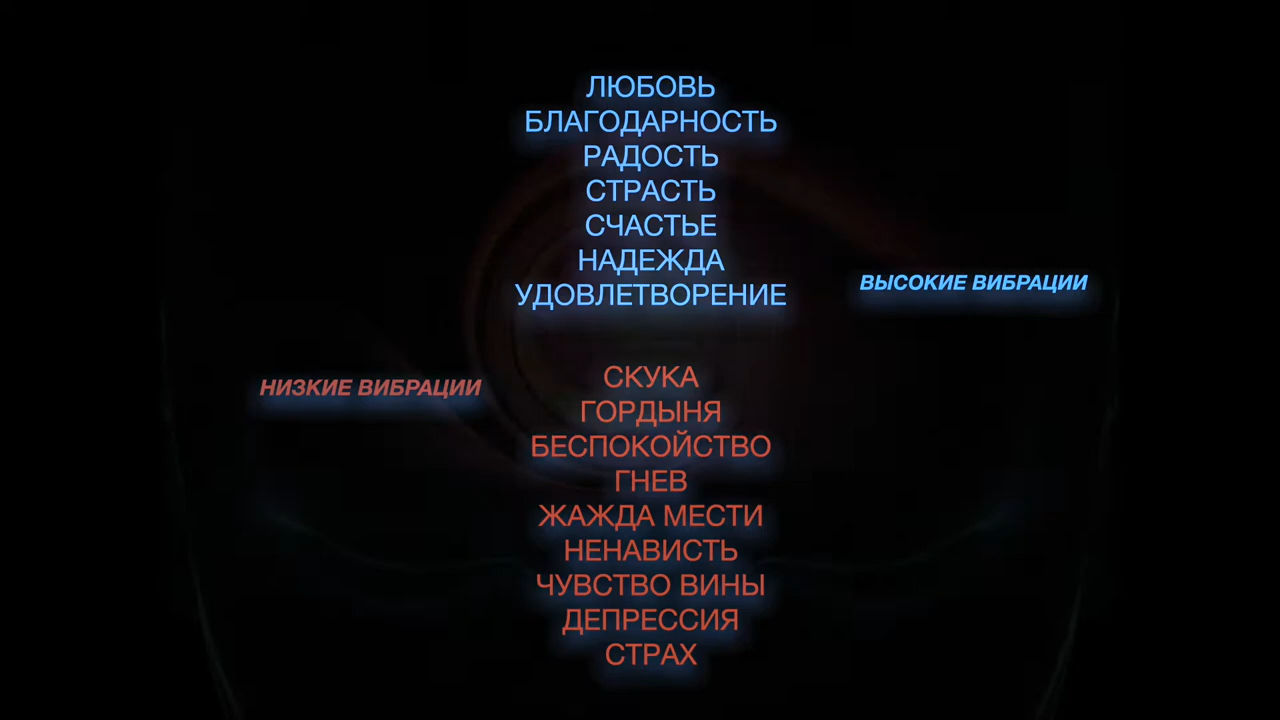 ЛЮБОВЬ
БЛАГОДАРНОСТЬ
РАДОСТЬ
СТРАСТЬ
СЧАСТЬЕ
НАДЕЖДА
УДОВЛЕТВОРЕНИЕ
ВЫСОКИЕ ВИБРАЦИИ
НИЗКИЕ ВИБРАЦИИ
СКУКА
ГОРДЫНЯ
БЕСПОКОЙСТВО
ГНЕВ
ЖАЖДА МЕСТИ
НЕНАВИСТЬ
ЧУВСТВО ВИНЫ
ДЕПРЕССИЯ
СТРАХ